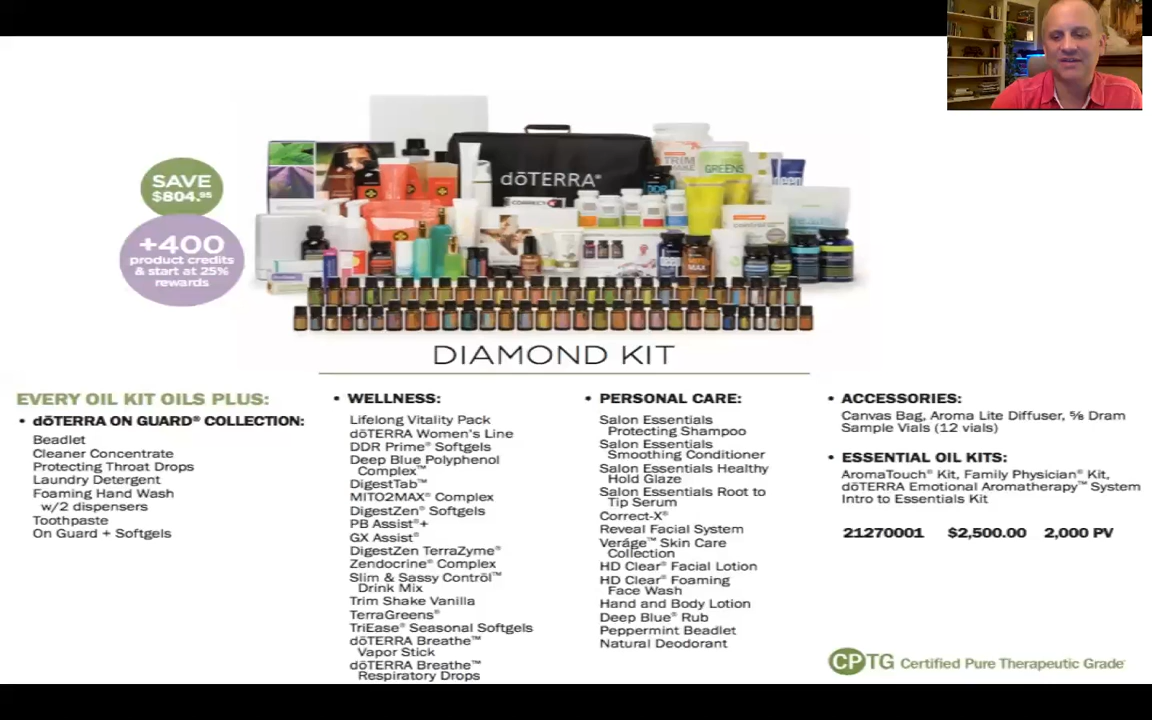 SAVE
$804.95
+400
product credits
& start at 25%
rewards
dōTERRA®
TRIM
GREENS
DDR
CORRECT-X
DIAMOND KIT
EVERY OIL KIT OILS PLUS:
• dōTERRA ON GUARD® COLLECTION:
Beadlet
Cleaner Concentrate
Protecting Throat Drops
Laundry Detergent
Foaming Hand Wash
w/2 dispensers
Toothpaste
On Guard + Softgels
• WELLNESS:
Lifelong Vitality Pack
dōTERRA Women's Line
DDR Prime® Softgels
Deep Blue Polyphenol
Complex™
DigestTab™
MITO2MAX® Complex
DigestZen® Softgels
PB Assist®+
GX Assist®
DigestZen TerraZyme®
Zendocrine® Complex
Slim & Sassy Contrōl™
Drink Mix
Trim Shake Vanilla
TerraGreens®
TriEase® Seasonal Softgels
dōTERRA Breathe™
Vapor Stick
dōTERRA Breathe™
Respiratory Drops
• PERSONAL CARE:
Salon Essentials
Protecting Shampoo
Salon Essentials
Smoothing Conditioner
Salon Essentials Healthy
Hold Glaze
Salon Essentials Root to
Tip Serum
Correct-X®
Reveal Facial System
Veráge™ Skin Care
Collection
HD Clear® Facial Lotion
HD Clear® Foaming
Face Wash
Hand and Body Lotion
Deep Blue® Rub
Peppermint Beadlet
Natural Deodorant
• ACCESSORIES:
Canvas Bag, Aroma Lite Diffuser, ⅝ Dram
Sample Vials (12 vials)
• ESSENTIAL OIL KITS:
AromaTouch® Kit, Family Physician® Kit,
dōTERRA Emotional Aromatherapy™ System
Intro to Essentials Kit
21270001 $2,500.00 2,000 PV
CPTG Certified Pure Therapeutic Grade®